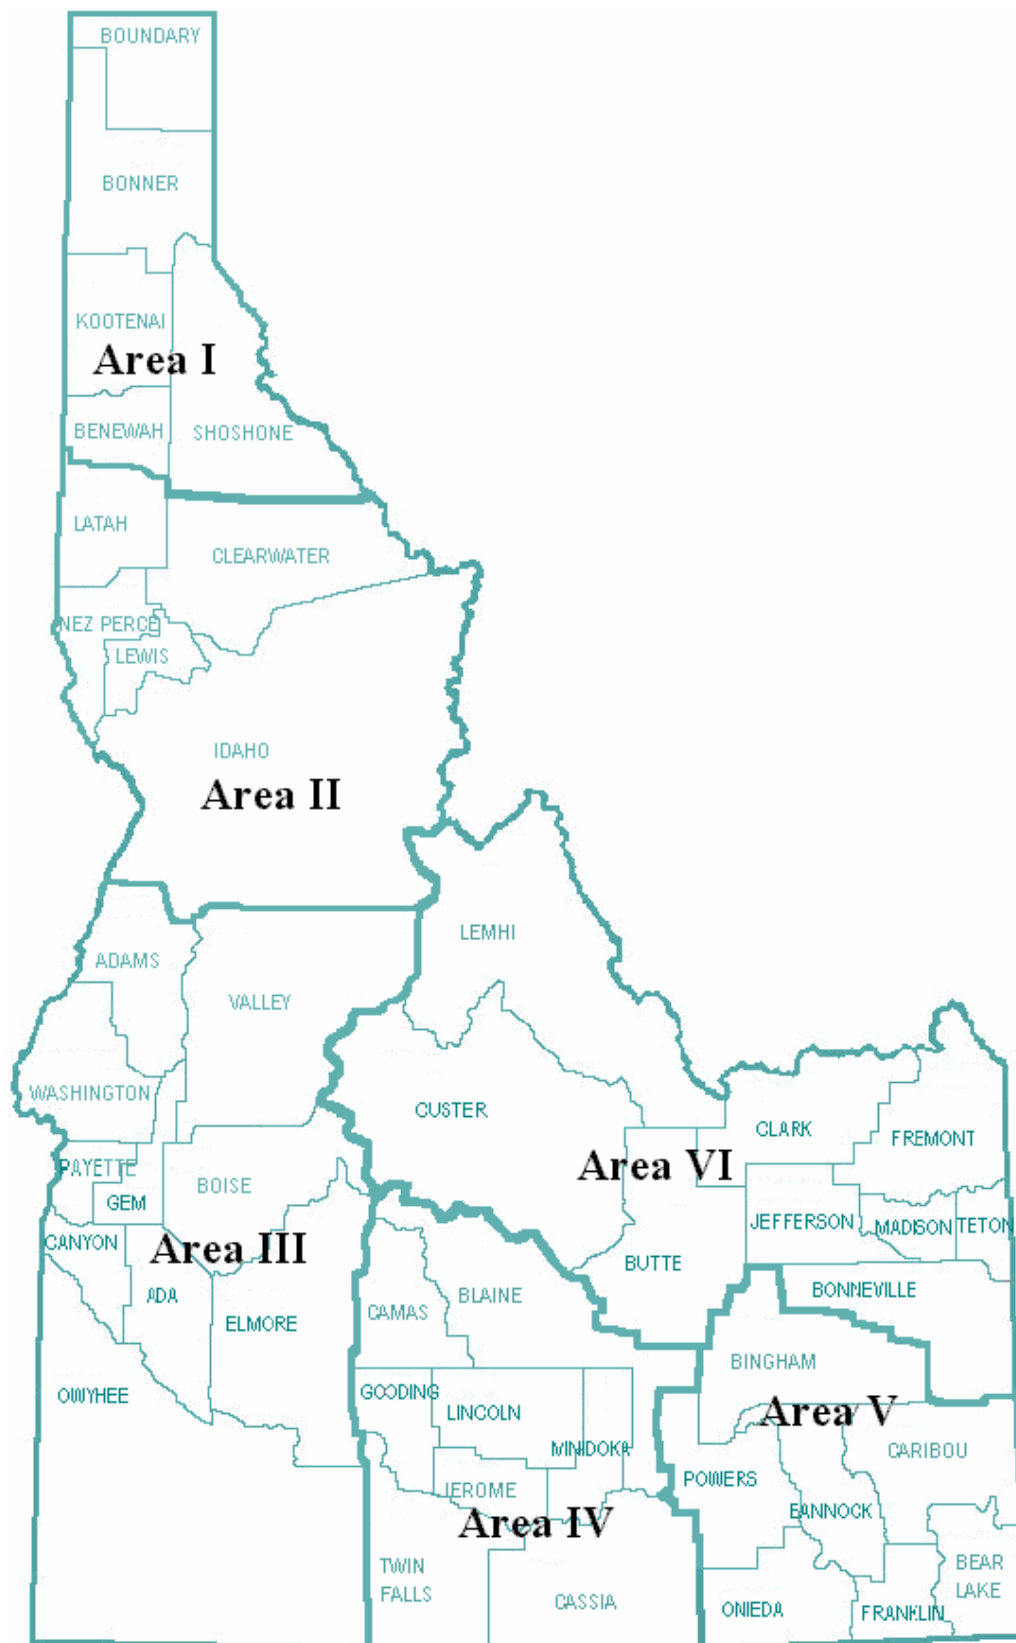 BOUNDARY
BONNER
KOOTENAI
Area I
BENEWAH
SHOSHONE
LATAH
CLEARWATER
NEZ PERCE
LEWIS
IDAHO
Area II
LEMHI
ADAMS
VALLEY
WASHINGTON
CUSTER
CLARK
FREMONT
PAYETTE
Area VI
BOISE
GEM
JEFFERSON
MADISON
TETON
CANYON
Area III
BUTTE
ADA
BONNEVILLE
CAMAS
BLAINE
ELMORE
BINGHAM
OWYHEE
GOODING
LINCOLN
Area V
MINIDOKA
CARIBOU
POWERS
JEROME
BANNOCK
Area IV
TWIN
FALLS
BEAR
LAKE
CASSIA
ONIEDA
FRANKLIN